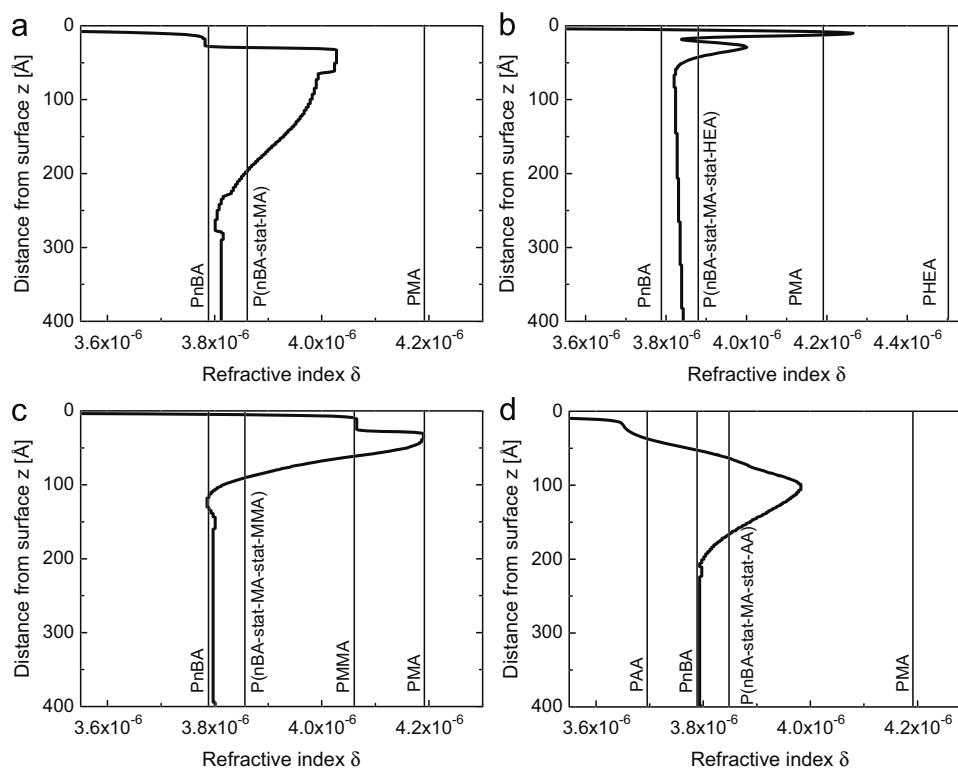 a
0
100
200
300
400
Distance from surface z [Å]
PnBA
P(nBA-stat-MA)
PMA
3.6x10⁻⁶
3.8x10⁻⁶
4.0x10⁻⁶
4.2x10⁻⁶
Refractive index δ
b
0
100
200
300
400
Distance from surface z [Å]
PnBA
P(nBA-stat-MA-stat-HEA)
PMA
PHEA
3.6x10⁻⁶
3.8x10⁻⁶
4.0x10⁻⁶
4.2x10⁻⁶
4.4x10⁻⁶
Refractive index δ
c
0
100
200
300
400
Distance from surface z [Å]
PnBA
P(nBA-stat-MA-stat-MMA)
PMMA
PMA
3.6x10⁻⁶
3.8x10⁻⁶
4.0x10⁻⁶
4.2x10⁻⁶
Refractive index δ
d
0
100
200
300
400
Distance from surface z [Å]
PAA
PnBA
P(nBA-stat-MA-stat-AA)
PMA
3.6x10⁻⁶
3.8x10⁻⁶
4.0x10⁻⁶
4.2x10⁻⁶
Refractive index δ